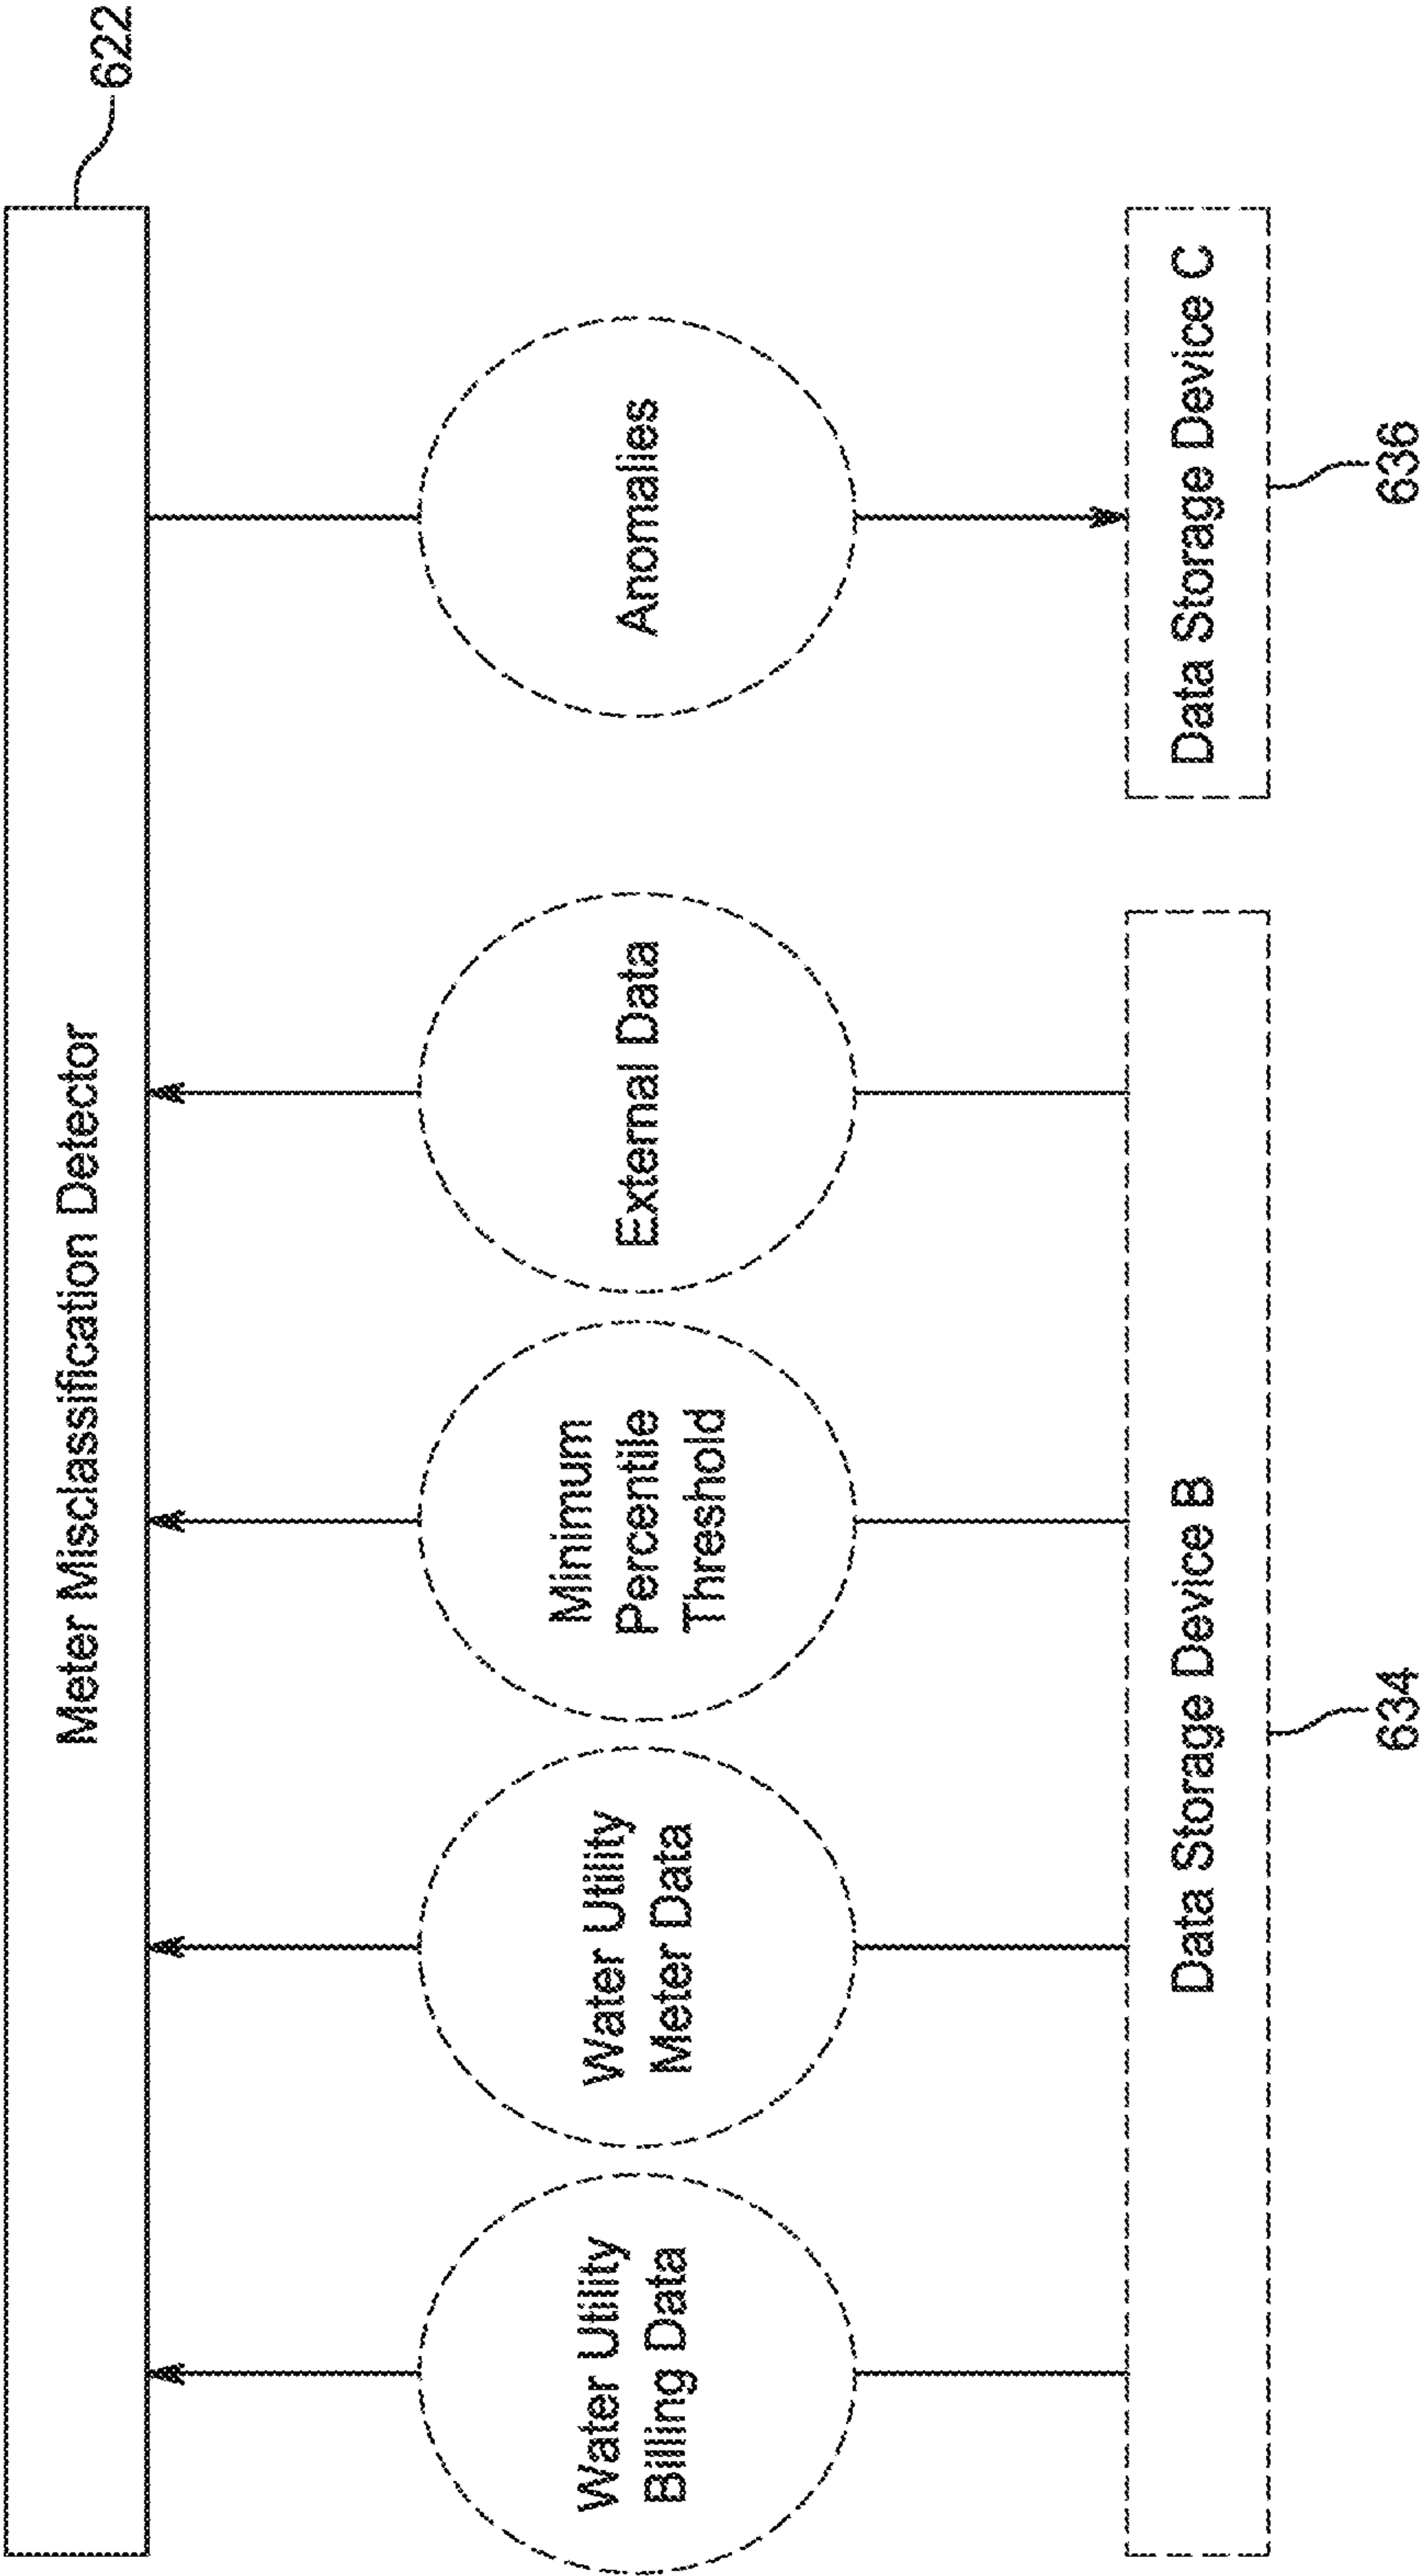 622
Meter Misclassification Detector
Water Utility
Billing Data
Water Utility
Meter Data
Minimum
Percentile
Threshold
External Data
Anomalies
Data Storage Device B
Data Storage Device C
634
636